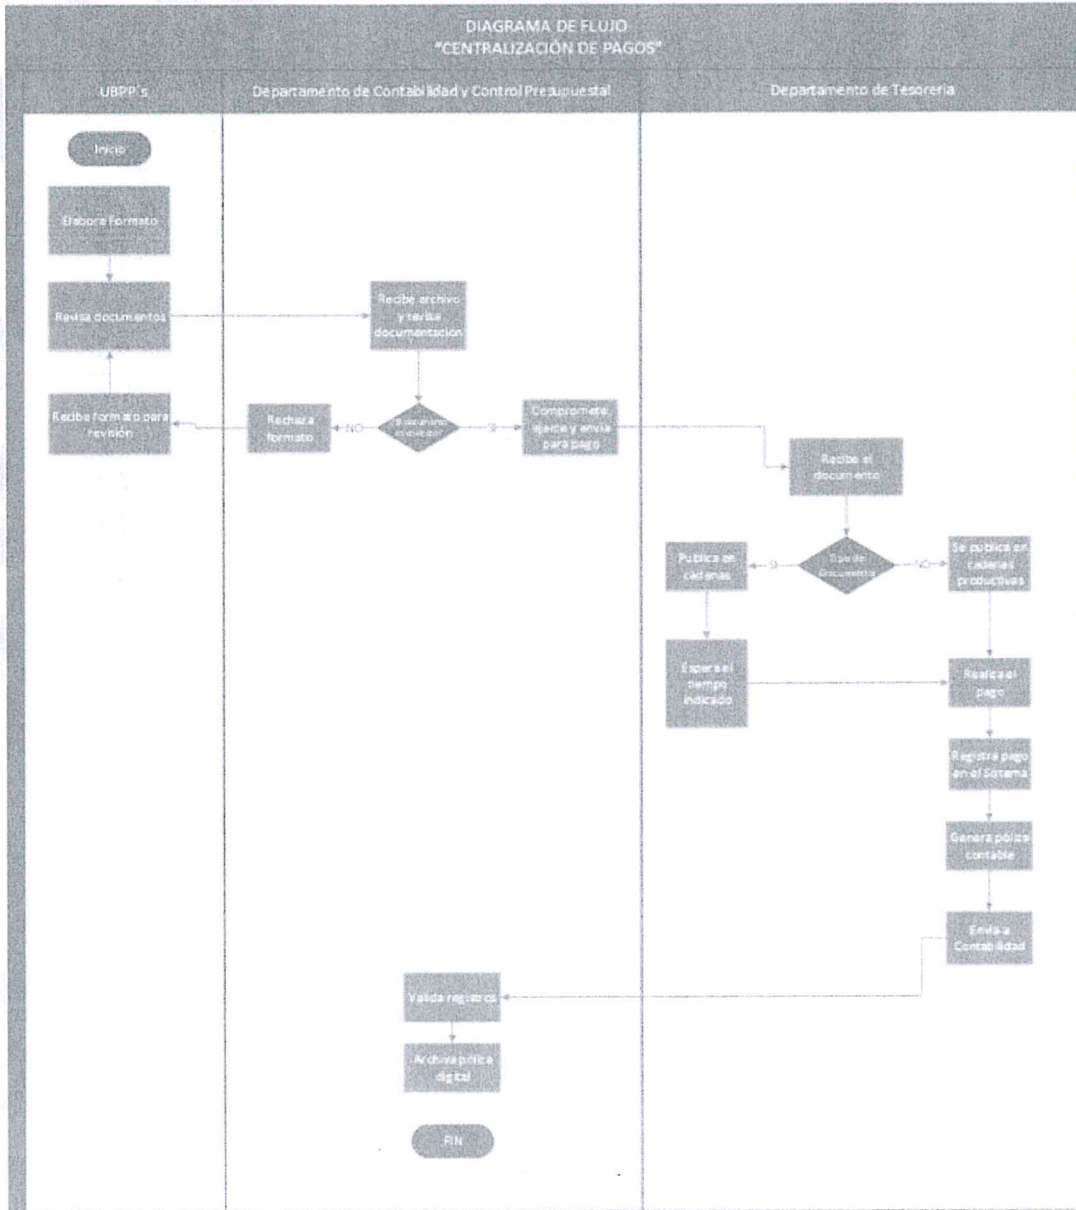 DIAGRAMA DE FLUJO
"CENTRALIZACIÓN DE PAGOS"
UBPP's
Departamento de Contabilidad y Control Presupuestal
Departamento de Tesorería
Inicio
Elabora Formato
Revisa documentos
Recibe archivo
y revisa
documentación
Recibe formato para
revisión
Rechaza
formato
NO
SI
Compromete,
ejerce y envía
para pago
Recibe el
documento
Publica en
cadenas
SI
Tipo de
Documento
NO
Se publica en
cadenas
productivas
Espera el
tiempo
indicado
Realiza el
pago
Registra pago
en el Sistema
Genera póliza
contable
Envía a
Contabilidad
Valida registros
Archiva póliza
digital
FIN